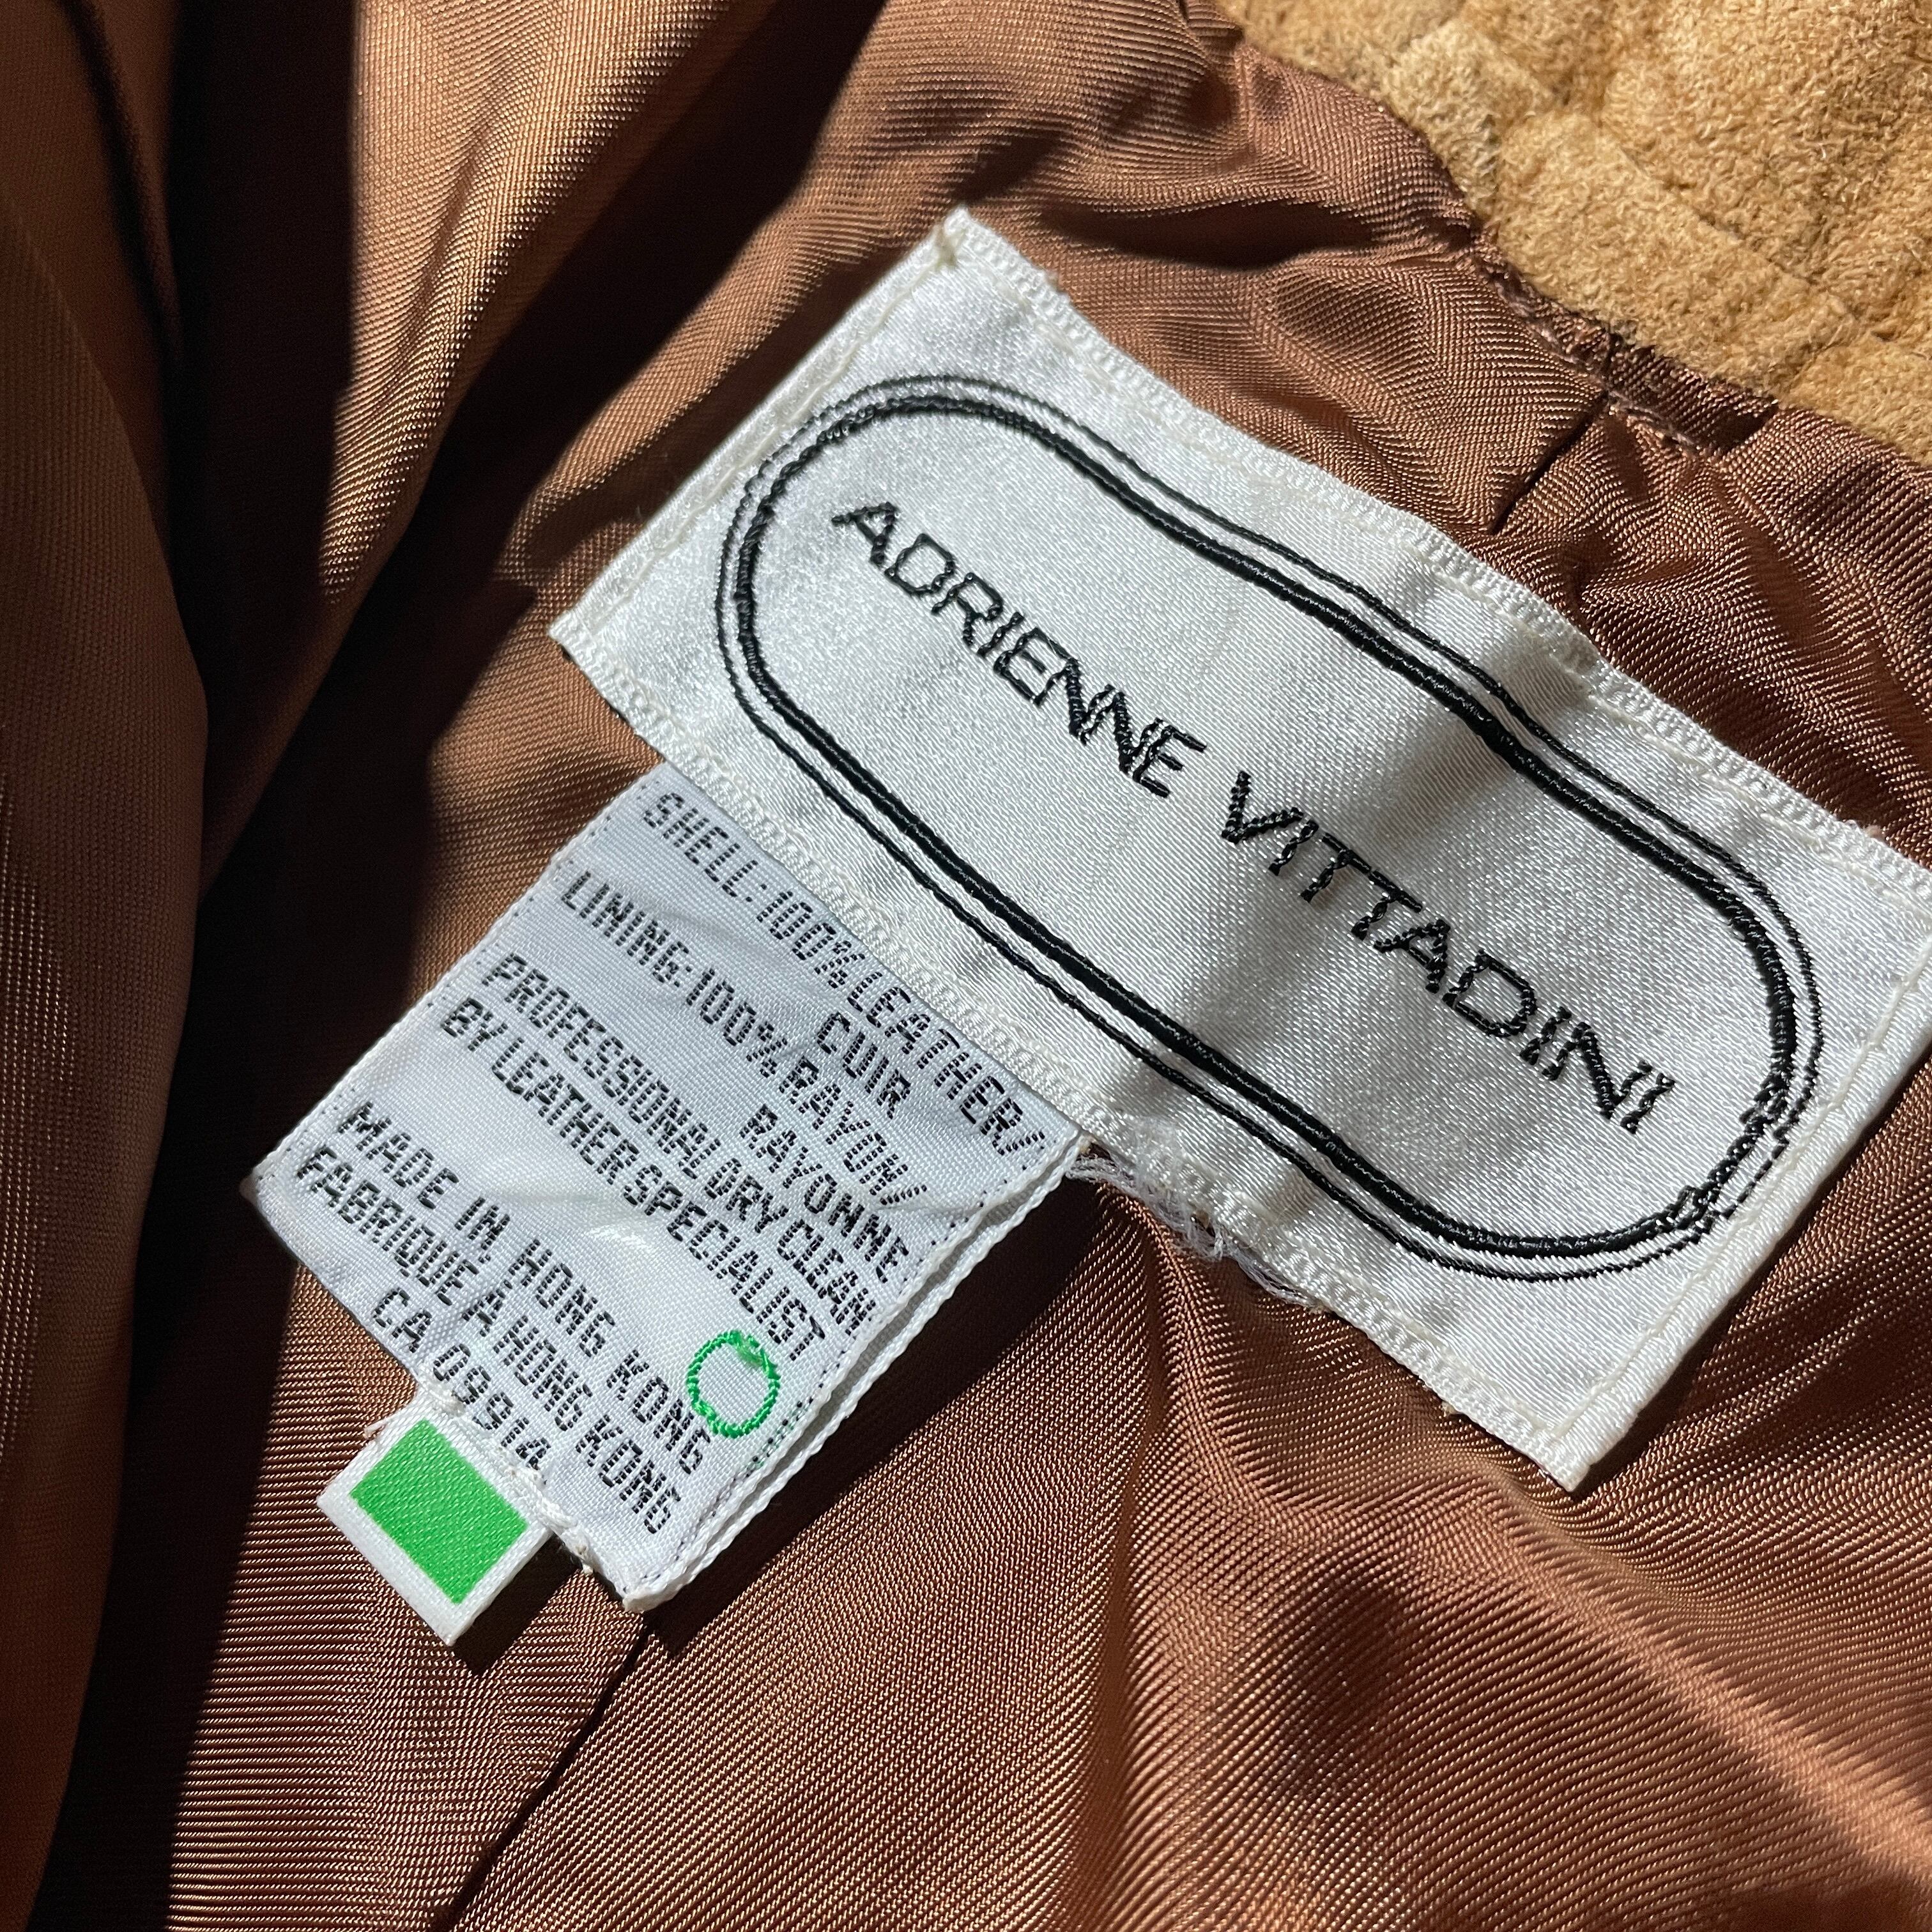 ADRIENNE VITTADINI
SHELL: 100% LEATHER/
CUIR
LINING: 100% RAYON/
RAYONNE
PROFESSIONAL DRY CLEAN
BY LEATHER SPECIALIST
MADE IN HONG KONG
FABRIQUE A HONG KONG
CA 09914